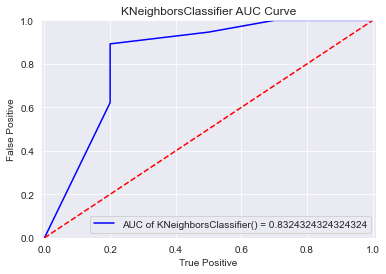 KNeighborsClassifier AUC Curve
1.0
0.8
0.6
0.4
0.2
0.0
False Positive
AUC of KNeighborsClassifier() = 0.8324324324324324
0.0 0.2 0.4 0.6 0.8 1.0
True Positive